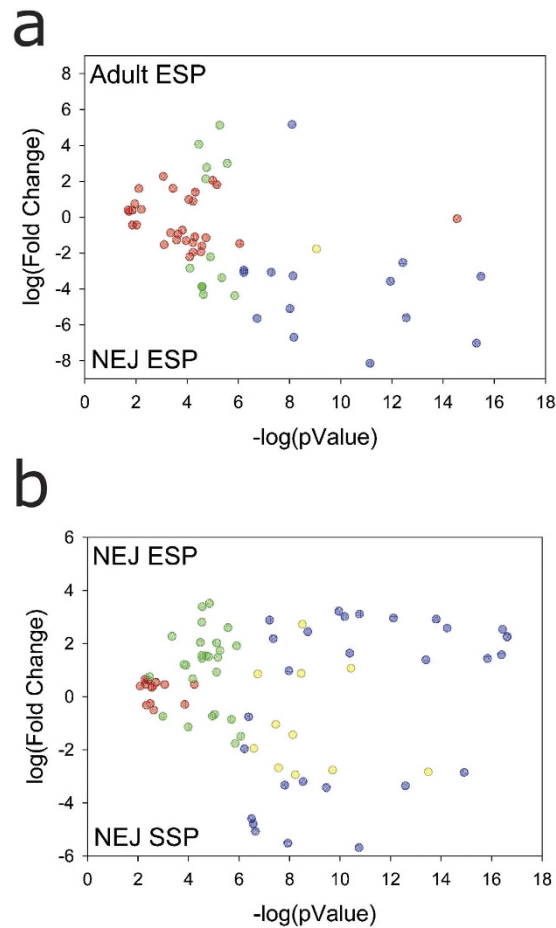 a
Adult ESP
8
6
4
2
0
-2
-4
-6
-8
log(Fold Change)
NEJ ESP
0 2 4 6 8 10 12 14 16 18
-log(pValue)
b
NEJ ESP
6
4
2
0
-2
-4
-6
log(Fold Change)
NEJ SSP
0 2 4 6 8 10 12 14 16 18
-log(pValue)